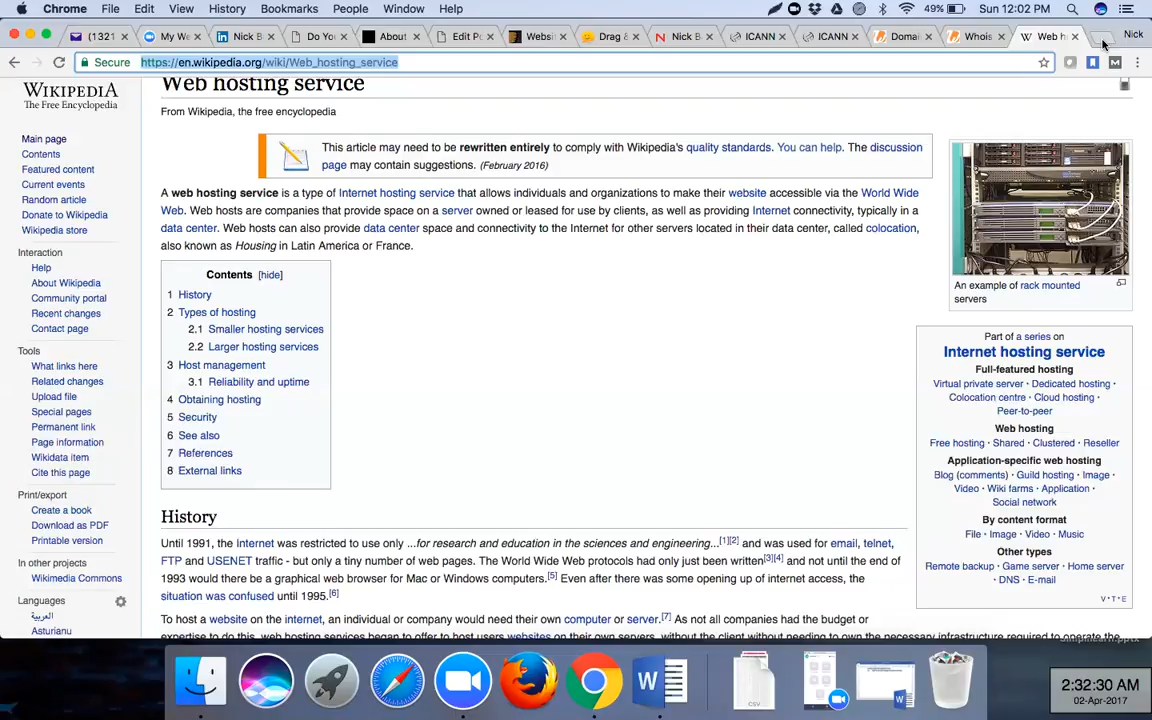 Chrome File Edit View History Bookmarks People Window Help 49% Sun 12:02 PM
(1321 My We Nick B Do Yo About Edit Po Websit Drag & Nick B ICANN ICANN Domai Whois Web h Nick
Secure https://en.wikipedia.org/wiki/Web_hosting_service
WIKIPEDIA
The Free Encyclopedia
Main page
Contents
Featured content
Current events
Random article
Donate to Wikipedia
Wikipedia store
Interaction
Help
About Wikipedia
Community portal
Recent changes
Contact page
Tools
What links here
Related changes
Upload file
Special pages
Permanent link
Page information
Wikidata item
Cite this page
Print/export
Create a book
Download as PDF
Printable version
In other projects
Wikimedia Commons
Languages
العربية
Asturianu
Web hosting service
From Wikipedia, the free encyclopedia
This article may need to be rewritten entirely to comply with Wikipedia's quality standards. You can help. The discussion
page may contain suggestions. (February 2016)
A web hosting service is a type of Internet hosting service that allows individuals and organizations to make their website accessible via the World Wide
Web. Web hosts are companies that provide space on a server owned or leased for use by clients, as well as providing Internet connectivity, typically in a
data center. Web hosts can also provide data center space and connectivity to the Internet for other servers located in their data center, called colocation,
also known as Housing in Latin America or France.
Contents [hide]
1 History
2 Types of hosting
2.1 Smaller hosting services
2.2 Larger hosting services
3 Host management
3.1 Reliability and uptime
4 Obtaining hosting
5 Security
6 See also
7 References
8 External links
History
Until 1991, the Internet was restricted to use only ...for research and education in the sciences and engineering...[1][2] and was used for email, telnet,
FTP and USENET traffic - but only a tiny number of web pages. The World Wide Web protocols had only just been written[3][4] and not until the end of
1993 would there be a graphical web browser for Mac or Windows computers.[5] Even after there was some opening up of internet access, the
situation was confused until 1995.[6]
To host a website on the internet, an individual or company would need their own computer or server.[7] As not all companies had the budget or
expertise to do this, web hosting services began to offer to host users' websites on their own servers, without the client without needing to own the necessary infrastructure required to operate the
An example of rack mounted
servers
Part of a series on
Internet hosting service
Full-featured hosting
Virtual private server · Dedicated hosting ·
Colocation centre · Cloud hosting ·
Peer-to-peer
Web hosting
Free hosting · Shared · Clustered · Reseller
Application-specific web hosting
Blog (comments) · Guild hosting · Image ·
Video · Wiki farms · Application ·
Social network
By content format
File · Image · Video · Music
Other types
Remote backup · Game server · Home server
· DNS · E-mail
V·T·E
CSV
W
2:32:30 AM
02-Apr-2017